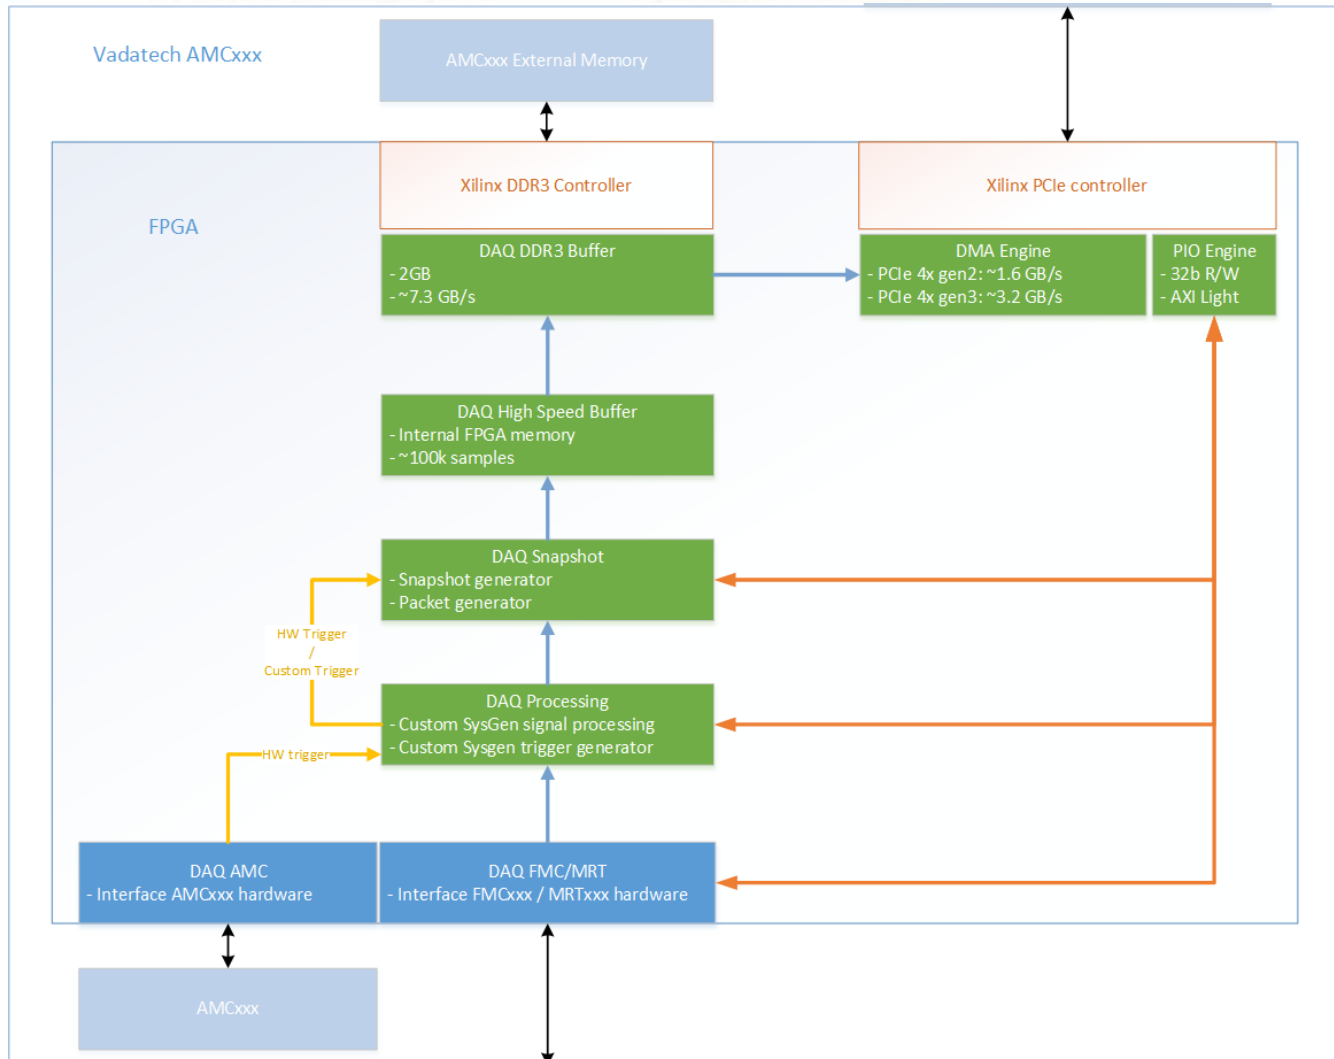 Vadatech AMCxxx
AMCxxx External Memory
Xilinx DDR3 Controller
Xilinx PCIe controller
FPGA
DAQ DDR3 Buffer
- 2GB
- ~7.3 GB/s
DMA Engine
- PCIe 4x gen2: ~1.6 GB/s
- PCIe 4x gen3: ~3.2 GB/s
PIO Engine
- 32b R/W
- AXI Light
DAQ High Speed Buffer
- Internal FPGA memory
- ~100k samples
DAQ Snapshot
- Snapshot generator
- Packet generator
HW Trigger
/
Custom Trigger
DAQ Processing
- Custom SysGen signal processing
- Custom Sysgen trigger generator
HW trigger
DAQ AMC
- Interface AMCxxx hardware
DAQ FMC/MRT
- Interface FMCxxx / MRTxxx hardware
AMCxxx